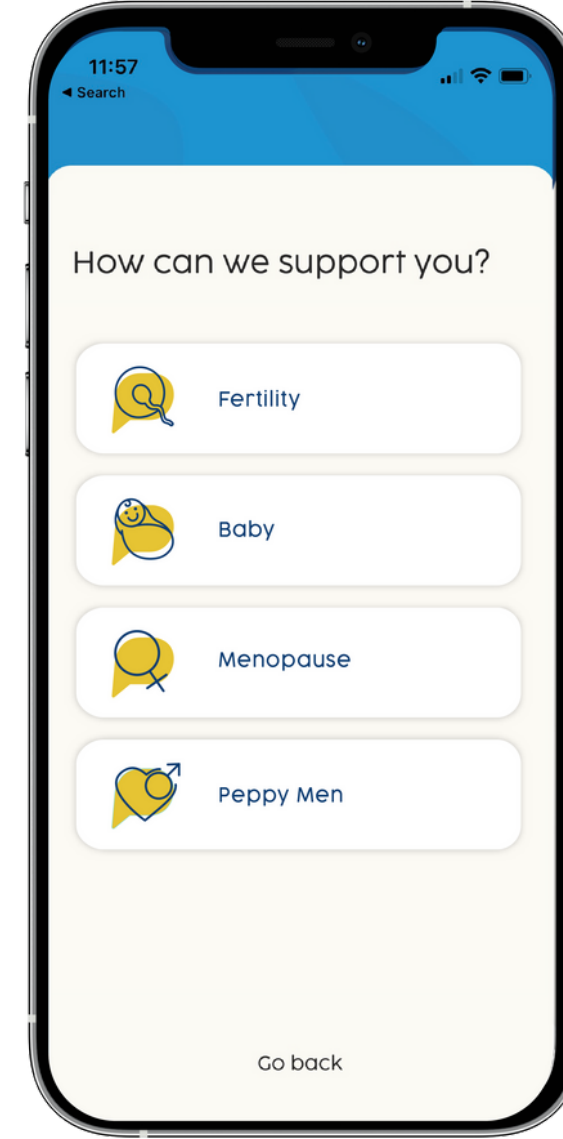 11:57
◀ Search
How can we support you?
Fertility
Baby
Menopause
Peppy Men
Go back